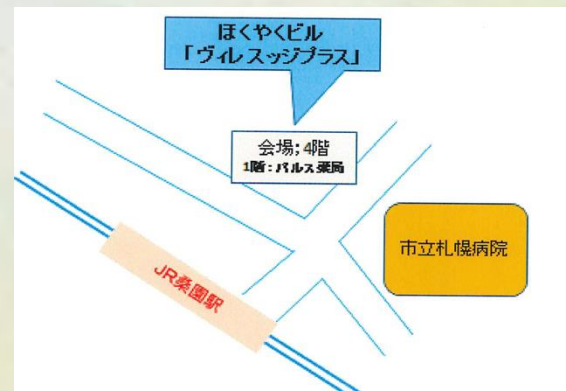 ほくやくビル
「ヴィレスッジプラス」
会場;4階
1階:パルス薬局
市立札幌病院
JR桑園駅